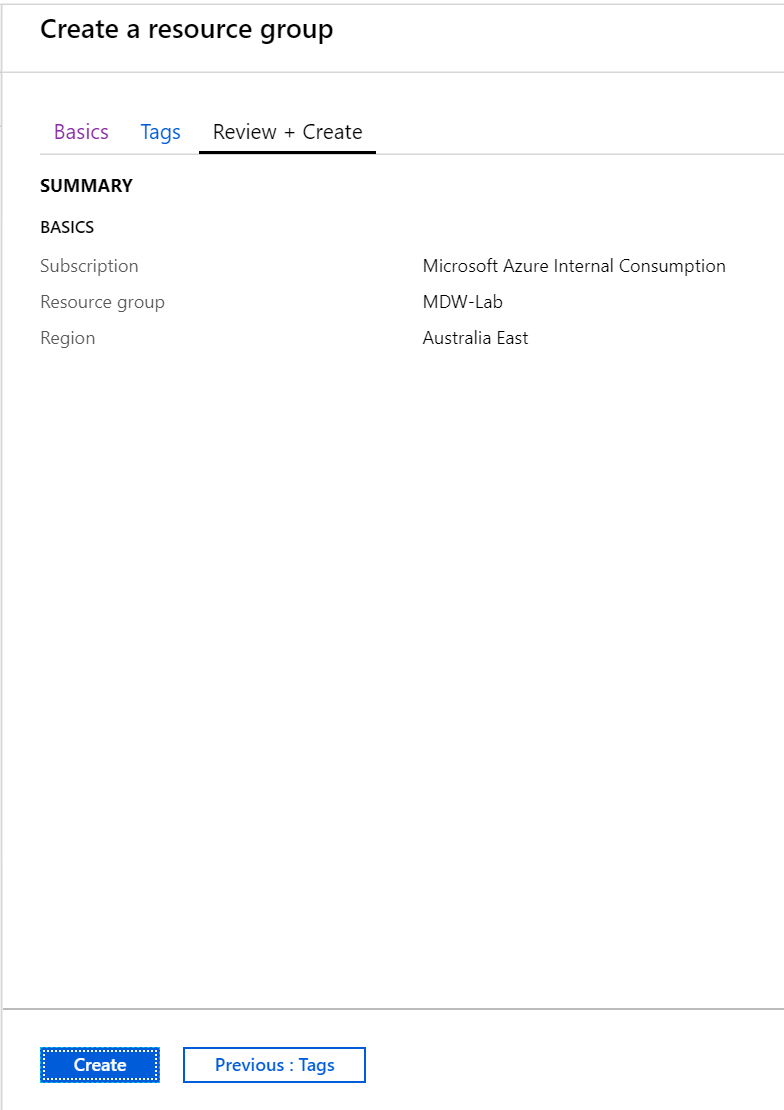 Create a resource group
Basics Tags Review + Create
SUMMARY
BASICS
Subscription Microsoft Azure Internal Consumption
Resource group MDW-Lab
Region Australia East
Create Previous : Tags